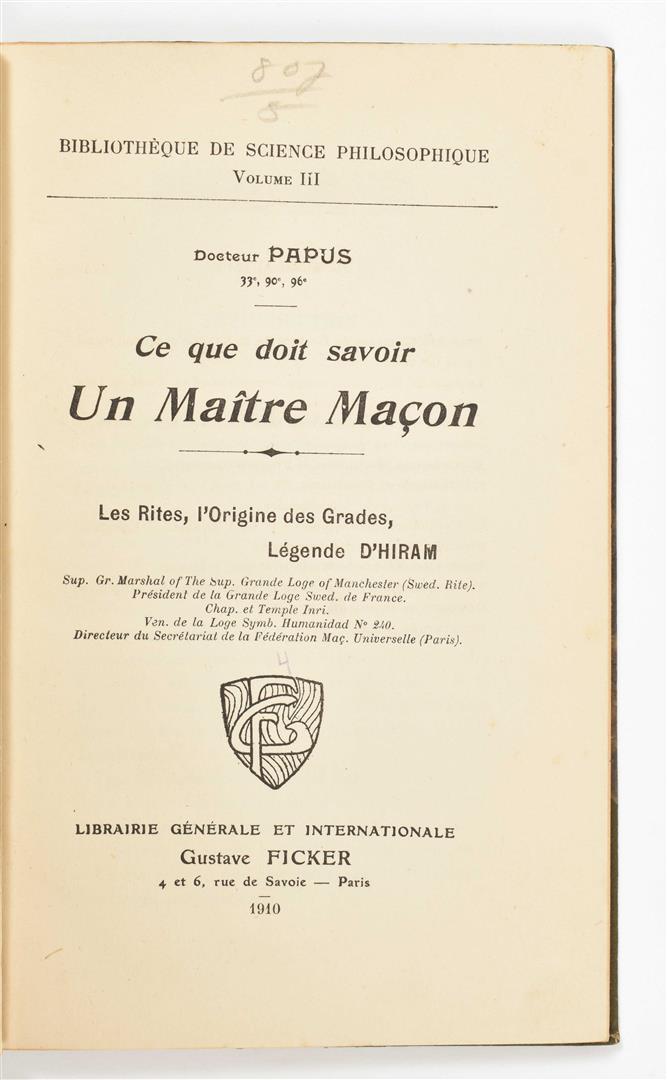 807
5
BIBLIOTHÈQUE DE SCIENCE PHILOSOPHIQUE
VOLUME IiI
Docteur PAPUS
33ᵉ, 90ᵉ, 96ᵉ
Ce que doit savoir
Un Maître Maçon
Les Rites, l'Origine des Grades,
Légende D'HIRAM
Sup. Gr. Marshal of The Sup. Grande Loge of Manchester (Swed. Rite).
Président de la Grande Loge Swed. de France.
Chap. et Temple Inri.
Ven. de la Loge Symb. Humanidad Nº 240.
Directeur du Secrétariat de la Fédération Maç. Universelle (Paris).
4
LIBRAIRIE GÉNÉRALE ET INTERNATIONALE
Gustave FICKER
4 et 6, rue de Savoie — Paris
1910